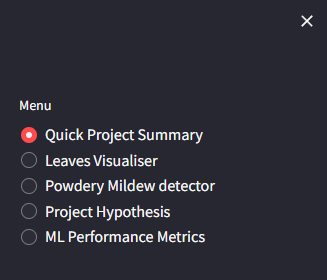 Menu
Quick Project Summary
Leaves Visualiser
Powdery Mildew detector
Project Hypothesis
ML Performance Metrics